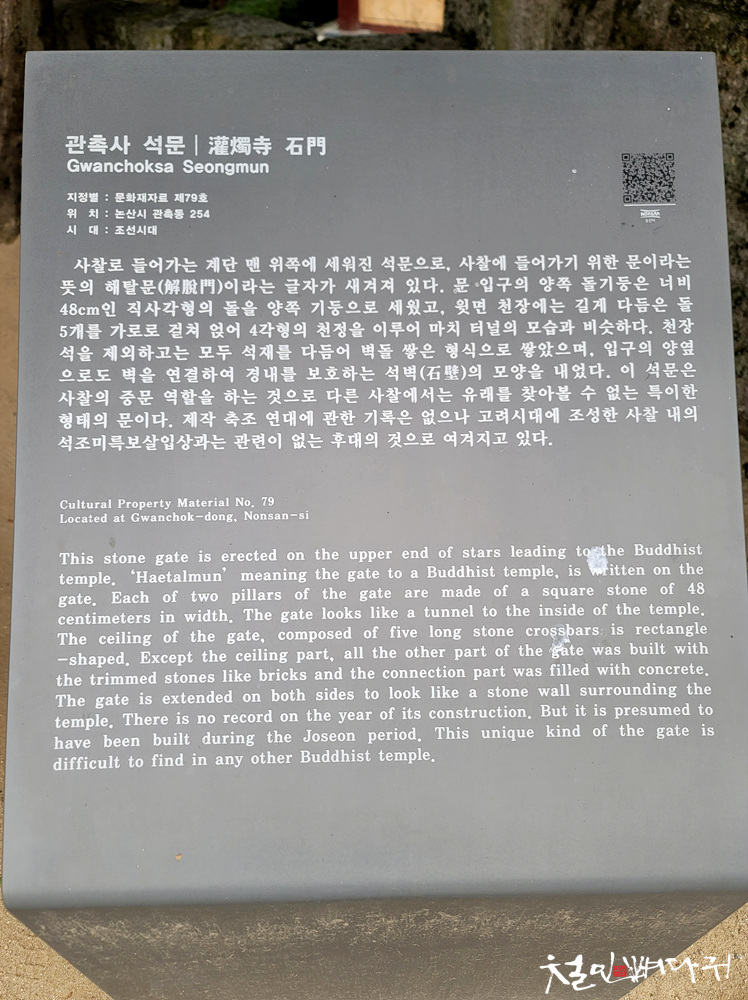 관촉사 석문 | 灌燭寺 石門
Gwanchoksa Seongmun
지정별 : 문화재자료 제79호
위 치 : 논산시 관촉동 254
시 대 : 조선시대
사찰로 들어가는 계단 맨 위쪽에 세워진 석문으로, 사찰에 들어가기 위한 문이라는
뜻의 해탈문(解脫門)이라는 글자가 새겨져 있다. 문 입구의 양쪽 돌기둥은 너비
48cm인 직사각형의 돌을 양쪽 기둥으로 세웠고, 윗면 천장에는 길게 다듬은 돌
5개를 가로로 걸쳐 얹어 4각형의 천정을 이루어 마치 터널의 모습과 비슷하다. 천장
석을 제외하고는 모두 석재를 다듬어 벽돌 쌓은 형식으로 쌓았으며, 입구의 양옆
으로도 벽을 연결하여 경내를 보호하는 석벽(石壁)의 모양을 내었다. 이 석문은
사찰의 중문 역할을 하는 것으로 다른 사찰에서는 유래를 찾아볼 수 없는 특이한
형태의 문이다. 제작 축조 연대에 관한 기록은 없으나 고려시대에 조성한 사찰 내의
석조미륵보살입상과는 관련이 없는 후대의 것으로 여겨지고 있다.
Cultural Property Material No. 79
Located at Gwanchok-dong, Nonsan-si
This stone gate is erected on the upper end of stars leading to the Buddhist
temple. ‘Haetalmun’ meaning the gate to a Buddhist temple, is written on the
gate. Each of two pillars of the gate are made of a square stone of 48
centimeters in width. The gate looks like a tunnel to the inside of the temple.
The ceiling of the gate, composed of five long stone crossbars is rectangle
-shaped. Except the ceiling part, all the other part of the gate was built with
the trimmed stones like bricks and the connection part was filled with concrete.
The gate is extended on both sides to look like a stone wall surrounding the
temple. There is no record on the year of its construction. But it is presumed to
have been built during the Joseon period. This unique kind of the gate is
difficult to find in any other Buddhist temple.
철민 뼈다귀